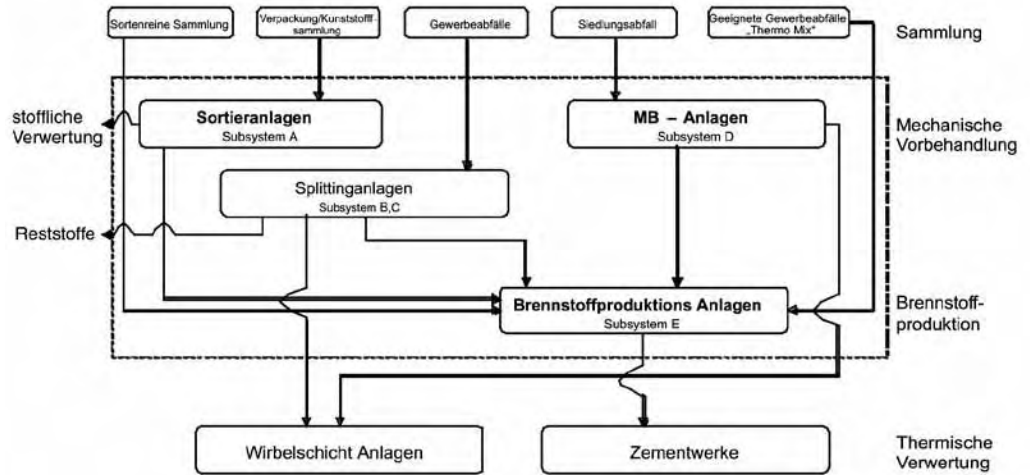 Sortenreine Sammlung
Verpackung/Kunststofff-
sammlung
Gewerbeabfälle
Siedlungsabfall
Geeignete Gewerbeabfälle
„Thermo Mix“
Sammlung
stoffliche
Verwertung
Sortieranlagen
Subsystem A
MB – Anlagen
Subsystem D
Mechanische
Vorbehandlung
Splittinganlagen
Subsystem B,C
Reststoffe
Brennstoffproduktions Anlagen
Subsystem E
Brennstoff-
produktion
Wirbelschicht Anlagen
Zementwerke
Thermische
Verwertung